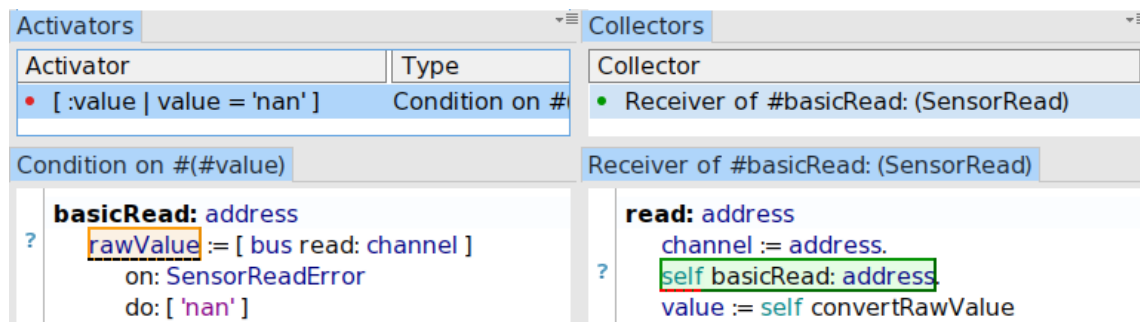 Activators
Activator Type
[ :value | value = 'nan' ] Condition on #(
Condition on #(#value)
basicRead: address
? rawValue := [ bus read: channel ]
on: SensorReadError
do: [ 'nan' ]
Collectors
Collector
Receiver of #basicRead: (SensorRead)
Receiver of #basicRead: (SensorRead)
read: address
channel := address.
? self basicRead: address.
value := self convertRawValue